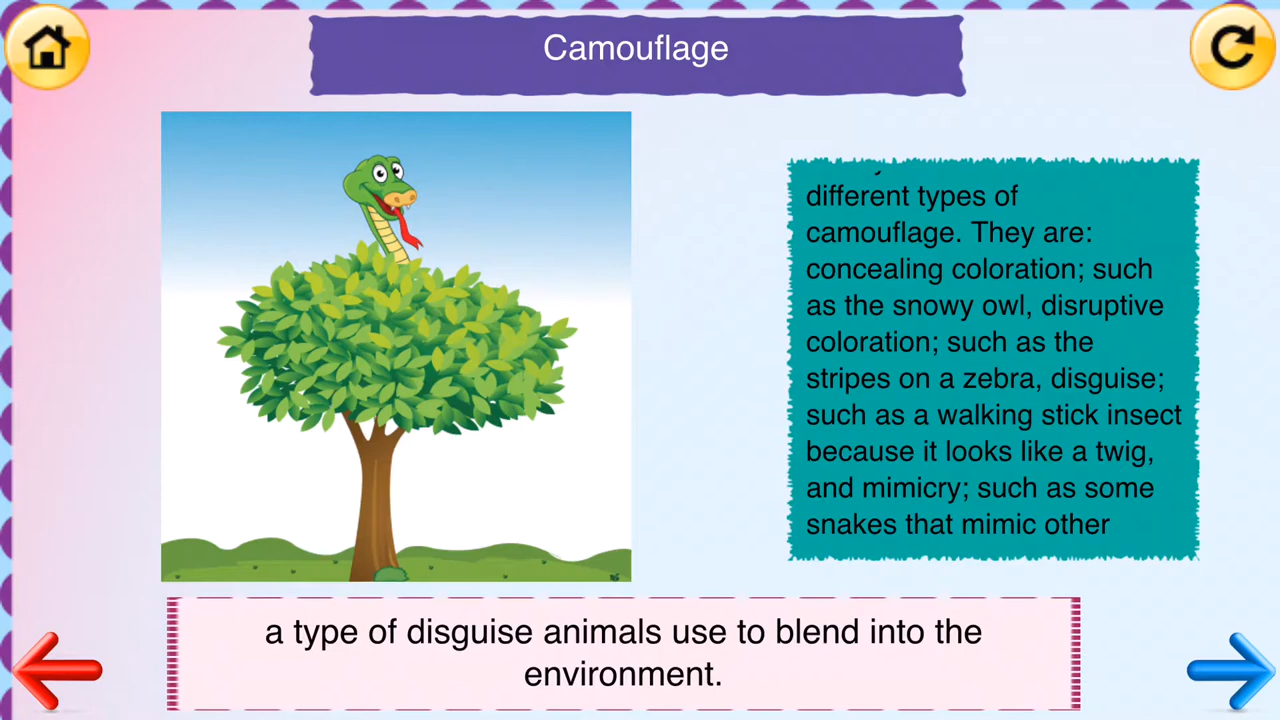 Camouflage
different types of
camouflage. They are:
concealing coloration; such
as the snowy owl, disruptive
coloration; such as the
stripes on a zebra, disguise;
such as a walking stick insect
because it looks like a twig,
and mimicry; such as some
snakes that mimic other
a type of disguise animals use to blend into the
environment.